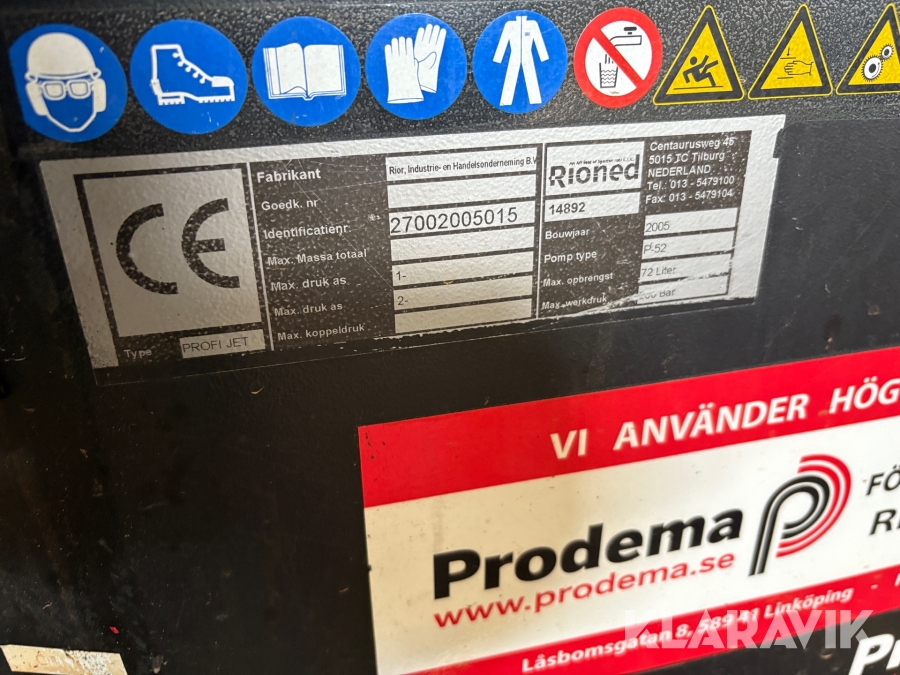 CE
Type PROFI JET
Fabrikant Rior, Industrie- en Handelsonderneming B.V
Goedk. nr
Identificatienr. 27002005015
Max. Massa totaal
Max. druk as 1-
Max. druk as 2-
Max. koppeldruk
Rioned
14892
Centaurusweg 45
5015 TC Tilburg
NEDERLAND
Tel.: 013 - 5479100
Fax: 013 - 5479104
Bouwjaar 2005
Pomp type P-52
Max. opbrengst 72 Liter
Max. werkdruk Bar
VI ANVÄNDER HÖG
Prodema
www.prodema.se
FÖ
Låsbomsgatan 8, 589 41 Linköping
KLARAVIK